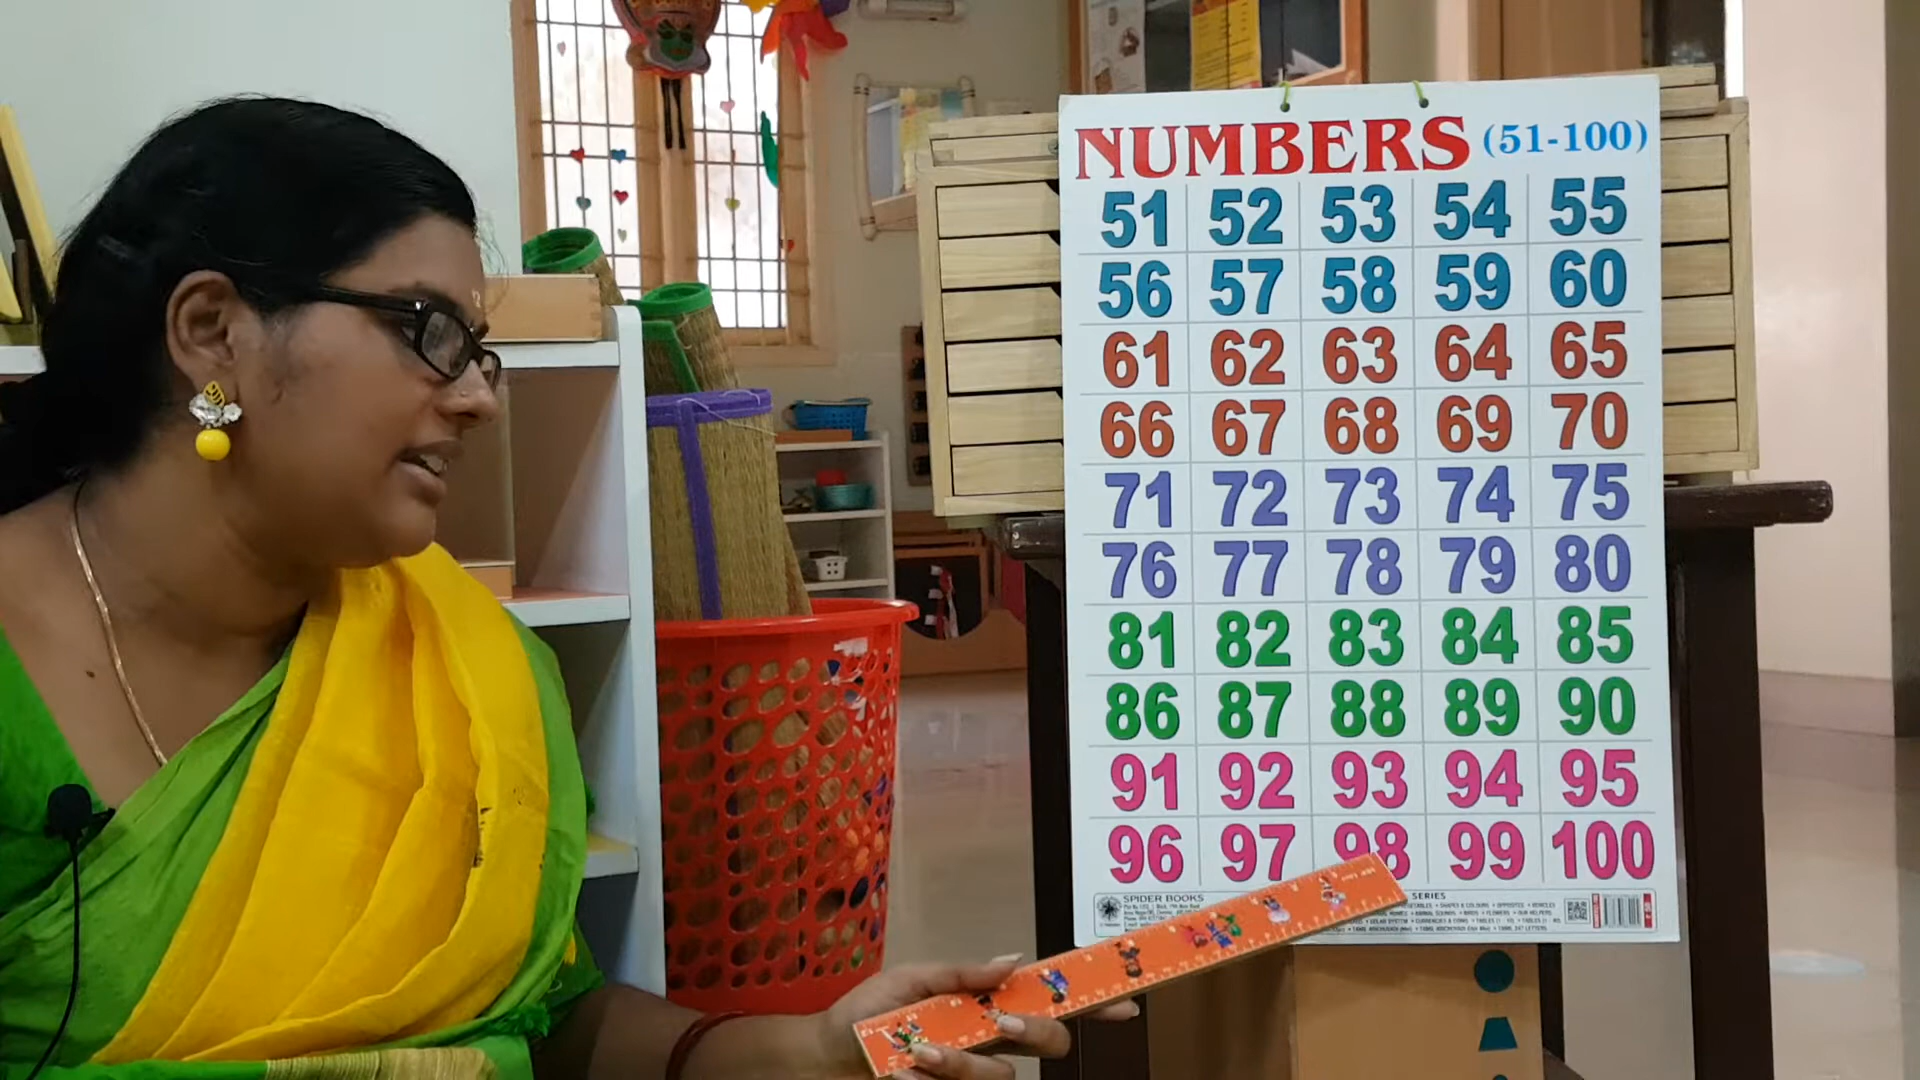 NUMBERS (51-100)
51 52 53 54 55
56 57 58 59 60
61 62 63 64 65
66 67 68 69 70
71 72 73 74 75
76 77 78 79 80
81 82 83 84 85
86 87 88 89 90
91 92 93 94 95
96 97 98 99 100
SPIDER BOOKS
SERIES